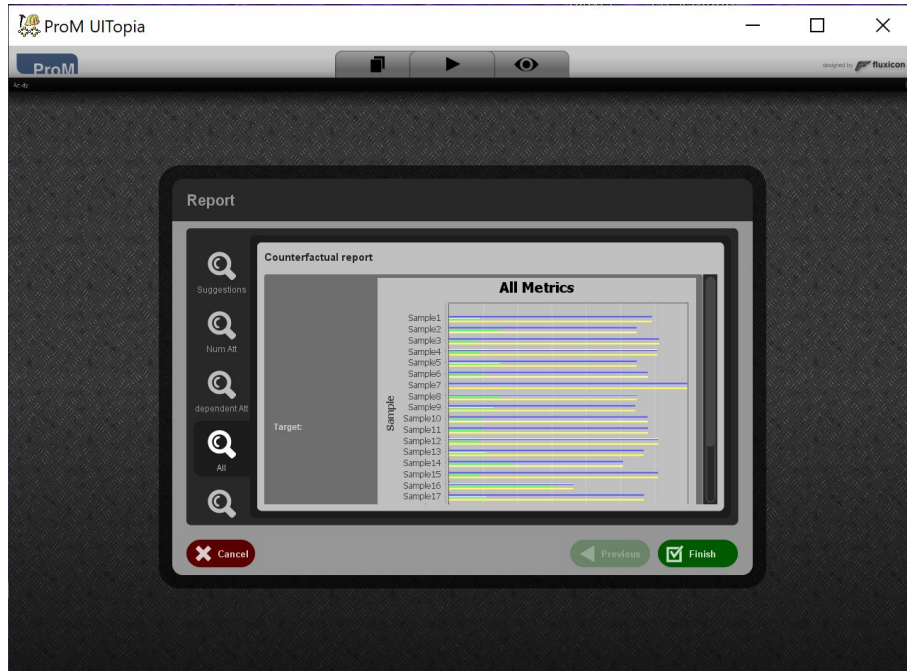 ProM UITopia
ProM
designed by fluxicon
Activity
Report
Suggestions
Num Att
dependent Att
All
Counterfactual report
All Metrics
Target:
Sample
Sample1
Sample2
Sample3
Sample4
Sample5
Sample6
Sample7
Sample8
Sample9
Sample10
Sample11
Sample12
Sample13
Sample14
Sample15
Sample16
Sample17
Cancel
Previous
Finish